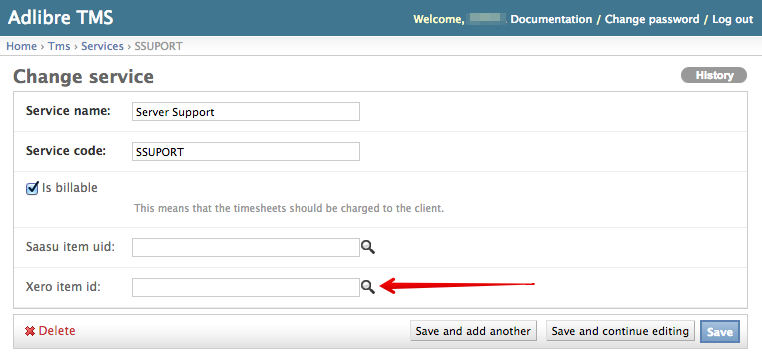 Adlibre TMS
Welcome, Documentation / Change password / Log out
Home › Tms › Services › SSUPORT
Change service
History
Service name: Server Support
Service code: SSUPORT
Is billable
This means that the timesheets should be charged to the client.
Saasu item uid:
Xero item id:
Delete
Save and add another Save and continue editing Save